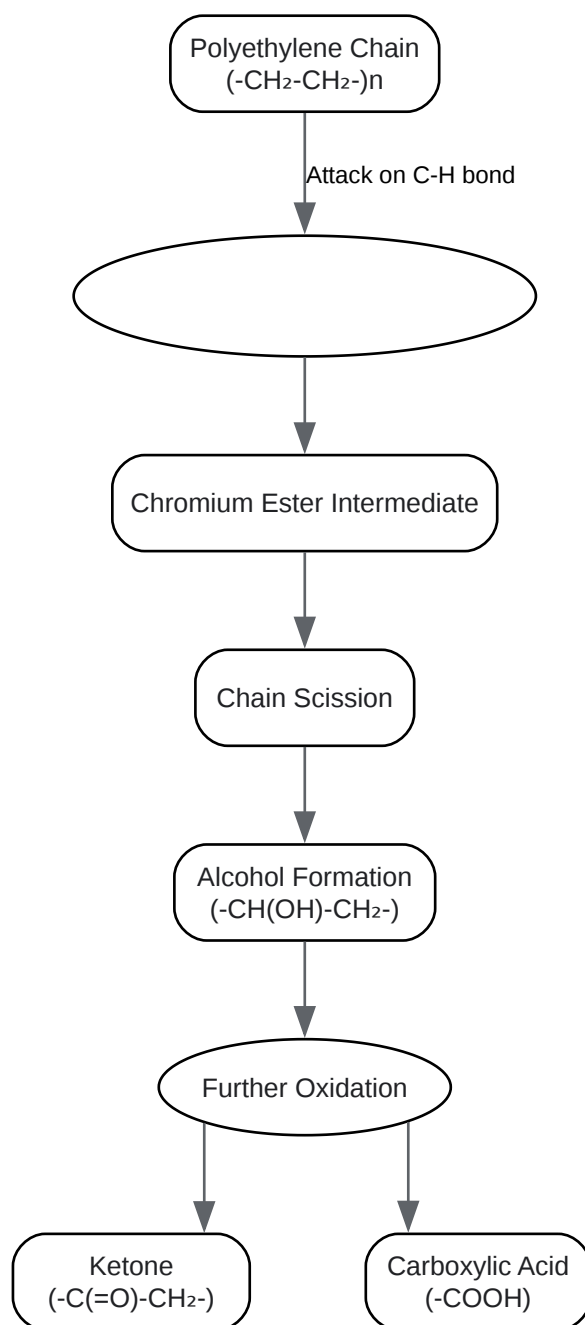 Polyethylene Chain
(-CH₂-CH₂-)n
Attack on C-H bond
Chromium Ester Intermediate
Chain Scission
Alcohol Formation
(-CH(OH)-CH₂-)
Further Oxidation
Ketone
(-C(=O)-CH₂-)
Carboxylic Acid
(-COOH)